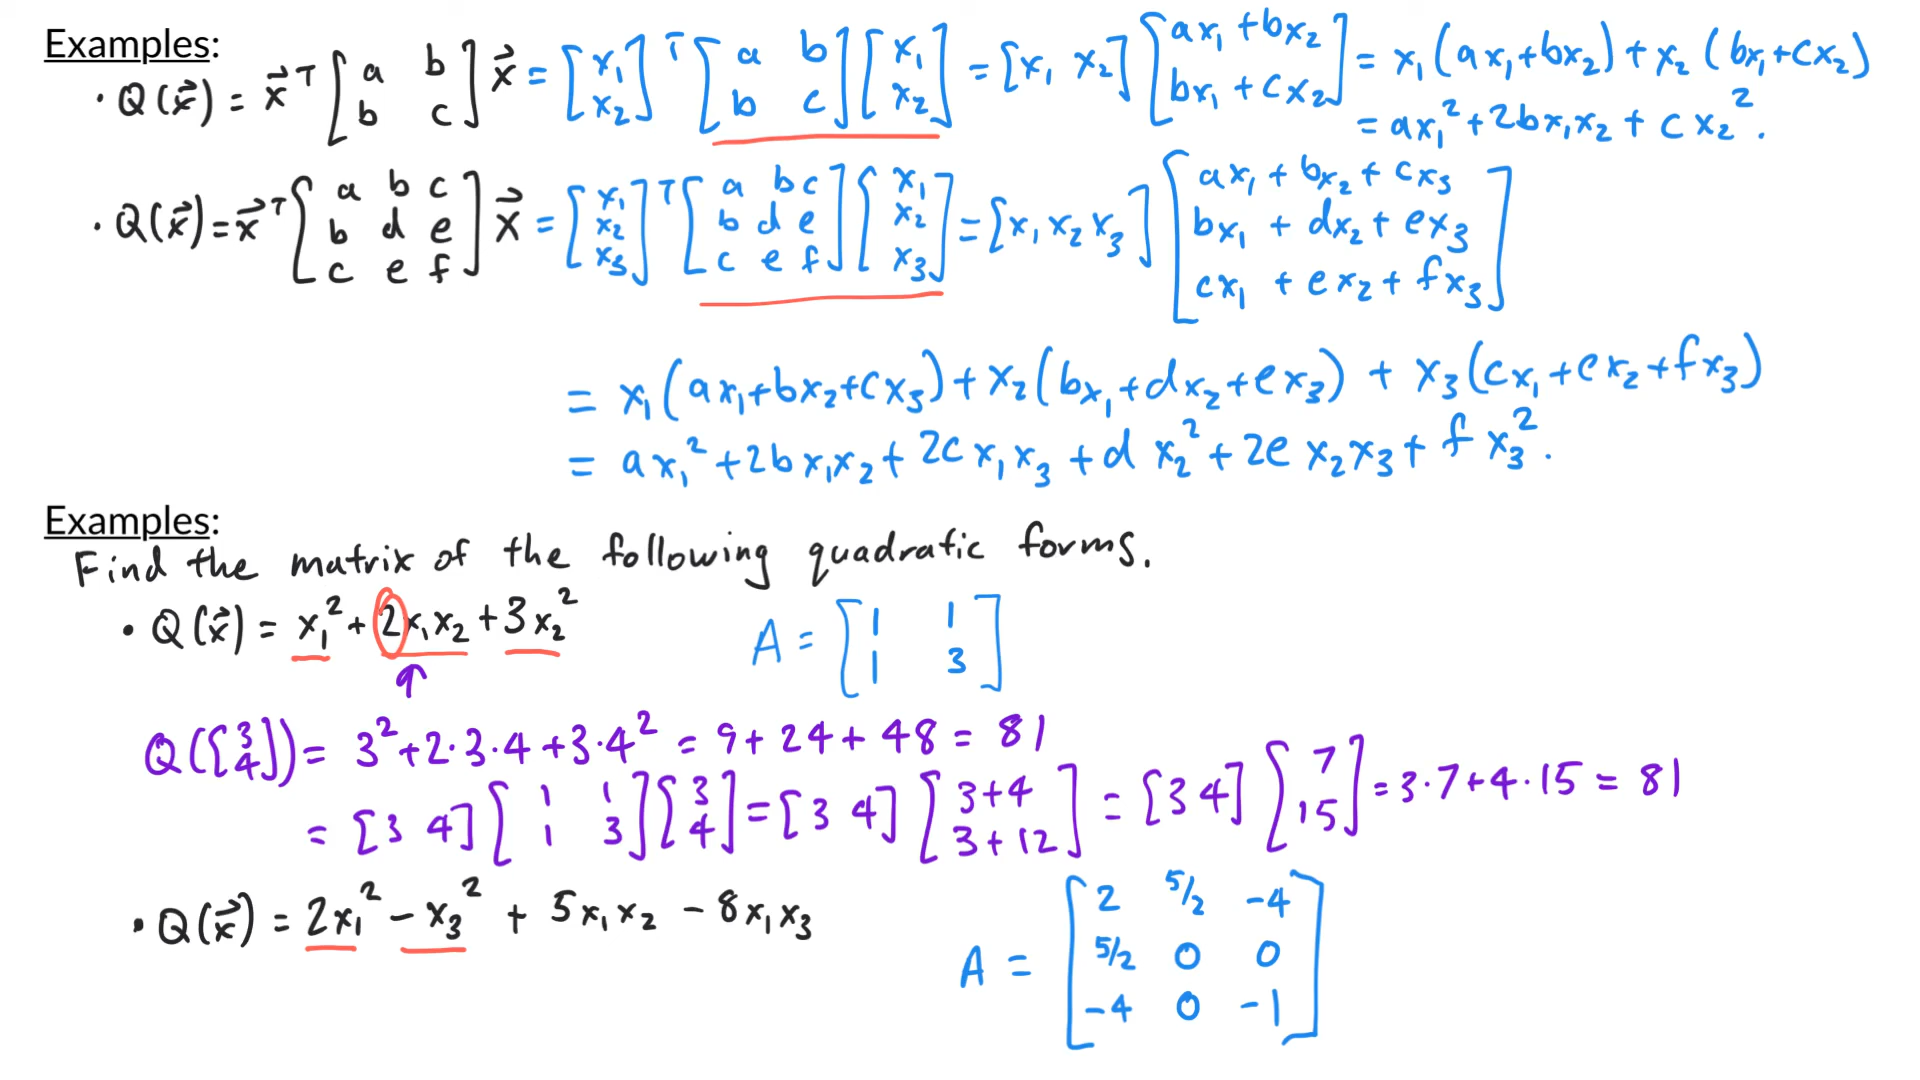 Examples:
• Q(x⃗) = x⃗ᵀ [a b; b c] x⃗ = [x₁; x₂]ᵀ [a b; b c] [x₁; x₂] = [x₁ x₂] [ax₁ + bx₂; bx₁ + cx₂] = x₁(ax₁+bx₂) + x₂(bx₁+cx₂)
= ax₁² + 2bx₁x₂ + cx₂².
• Q(x⃗) = x⃗ᵀ [a b c; b d e; c e f] x⃗ = [x₁; x₂; x₃]ᵀ [a b c; b d e; c e f] [x₁; x₂; x₃] = [x₁ x₂ x₃] [ax₁ + bx₂ + cx₃; bx₁ + dx₂ + ex₃; cx₁ + ex₂ + fx₃]
= x₁(ax₁+bx₂+cx₃) + x₂(bx₁+dx₂+ex₃) + x₃(cx₁+ex₂+fx₃)
= ax₁² + 2bx₁x₂ + 2cx₁x₃ + dx₂² + 2ex₂x₃ + fx₃².
Examples:
Find the matrix of the following quadratic forms.
• Q(x⃗) = x₁² + 2x₁x₂ + 3x₂² A = [1 1; 1 3]
↑
Q([3; 4]) = 3² + 2·3·4 + 3·4² = 9 + 24 + 48 = 81
= [3 4] [1 1; 1 3] [3; 4] = [3 4] [3+4; 3+12] = [3 4] [7; 15] = 3·7 + 4·15 = 81
• Q(x⃗) = 2x₁² − x₃² + 5x₁x₂ − 8x₁x₃ A = [2 5/2 −4; 5/2 0 0; −4 0 −1]